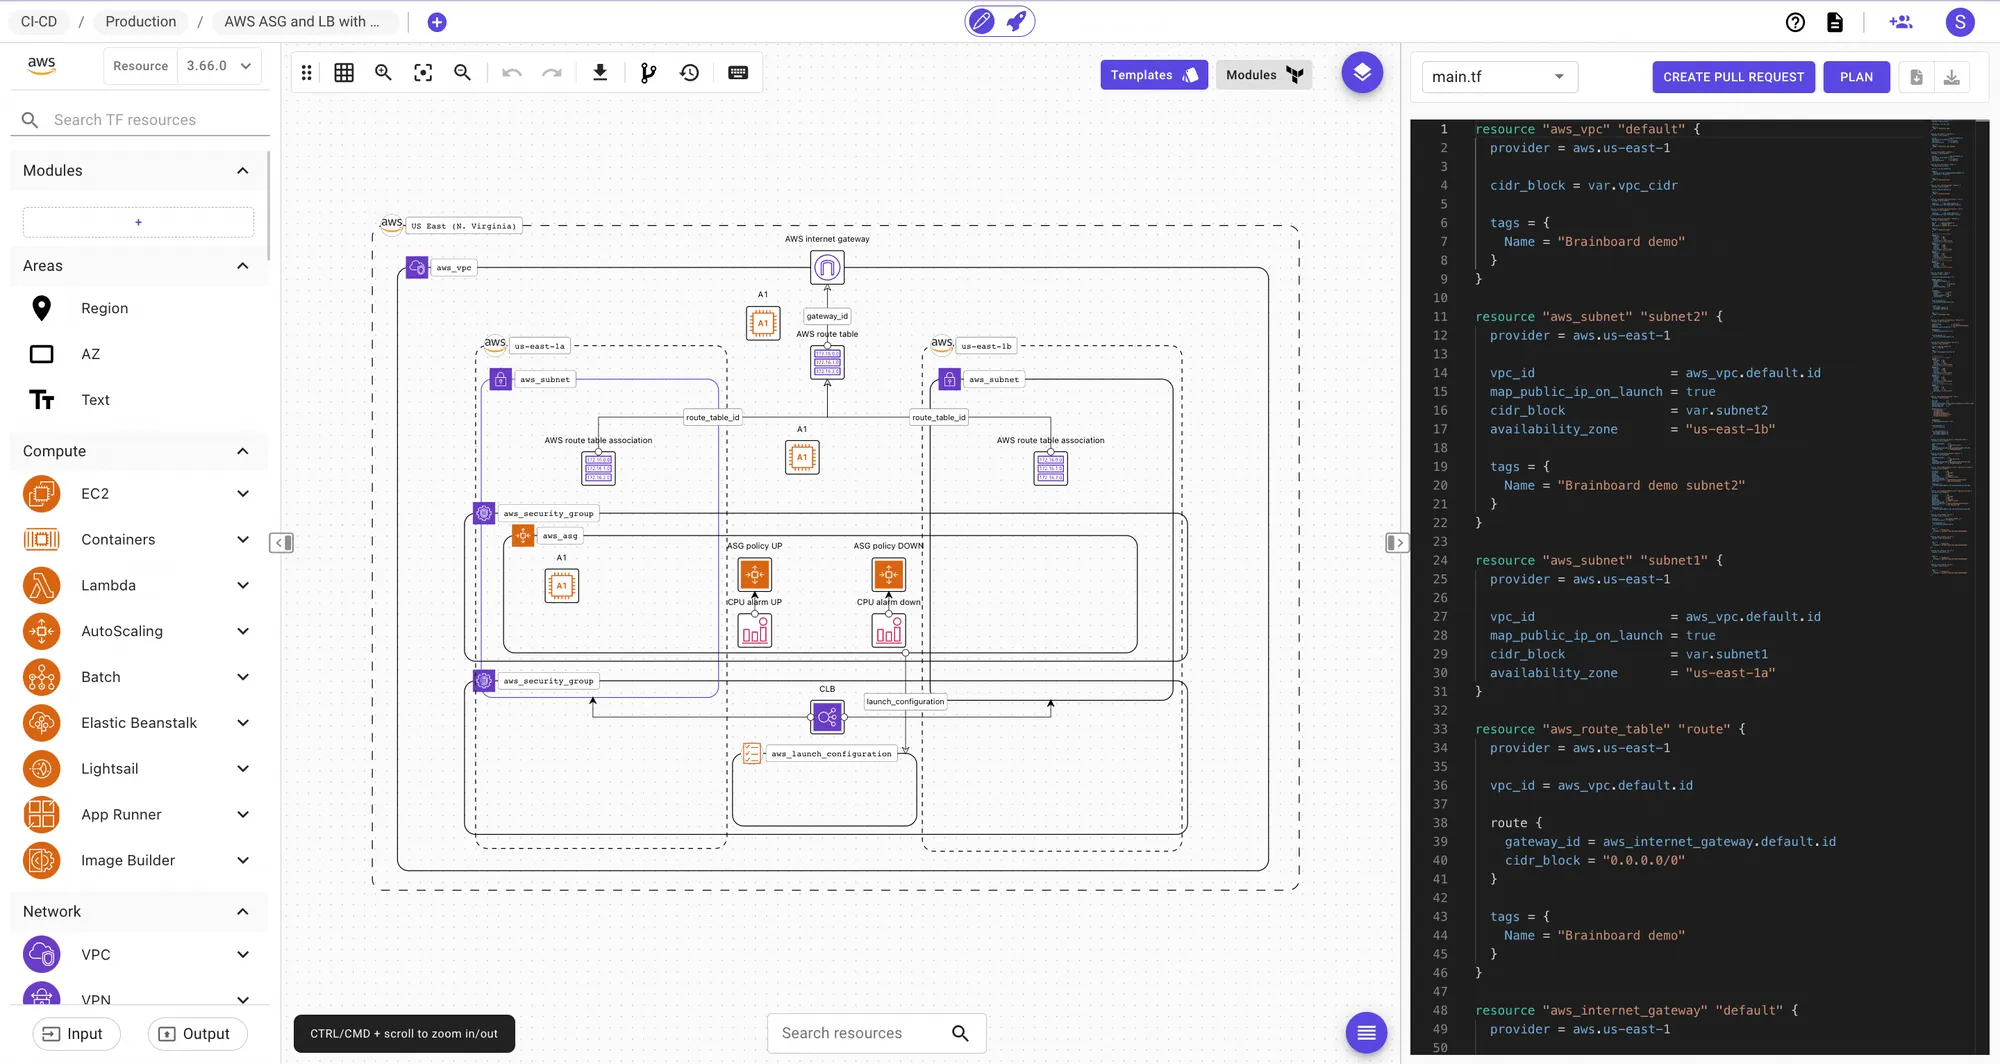 CI-CD / Production / AWS ASG and LB with ...
S
aws
Resource 3.66.0
Search TF resources
Modules
+
Areas
Region
AZ
Tт Text
Compute
EC2
Containers
Lambda
AutoScaling
Batch
Elastic Beanstalk
Lightsail
App Runner
Image Builder
Network
VPC
VPN
Input
Output
Templates
Modules
aws
US East (N. Virginia)
AWS internet gateway
aws_vpc
A1
A1
gateway_id
AWS route table
aws
us-east-1a
aws
us-east-1b
aws_subnet
aws_subnet
route_table_id
route_table_id
A1
A1
AWS route table association
AWS route table association
aws_security_group
aws_asg
A1
A1
ASG policy UP
ASG policy DOWN
CPU alarm UP
CPU alarm down
aws_security_group
CLB
launch_configuration
aws_launch_configuration
CTRL/CMD + scroll to zoom in/out
Search resources
main.tf
CREATE PULL REQUEST
PLAN
1 resource "aws_vpc" "default" {
2 provider = aws.us-east-1
3
4 cidr_block = var.vpc_cidr
5
6 tags = {
7 Name = "Brainboard demo"
8 }
9 }
10
11 resource "aws_subnet" "subnet2" {
12 provider = aws.us-east-1
13
14 vpc_id = aws_vpc.default.id
15 map_public_ip_on_launch = true
16 cidr_block = var.subnet2
17 availability_zone = "us-east-1b"
18
19 tags = {
20 Name = "Brainboard demo subnet2"
21 }
22 }
23
24 resource "aws_subnet" "subnet1" {
25 provider = aws.us-east-1
26
27 vpc_id = aws_vpc.default.id
28 map_public_ip_on_launch = true
29 cidr_block = var.subnet1
30 availability_zone = "us-east-1a"
31 }
32
33 resource "aws_route_table" "route" {
34 provider = aws.us-east-1
35
36 vpc_id = aws_vpc.default.id
37
38 route {
39 gateway_id = aws_internet_gateway.default.id
40 cidr_block = "0.0.0.0/0"
41 }
42
43 tags = {
44 Name = "Brainboard demo"
45 }
46 }
47
48 resource "aws_internet_gateway" "default" {
49 provider = aws.us-east-1
50